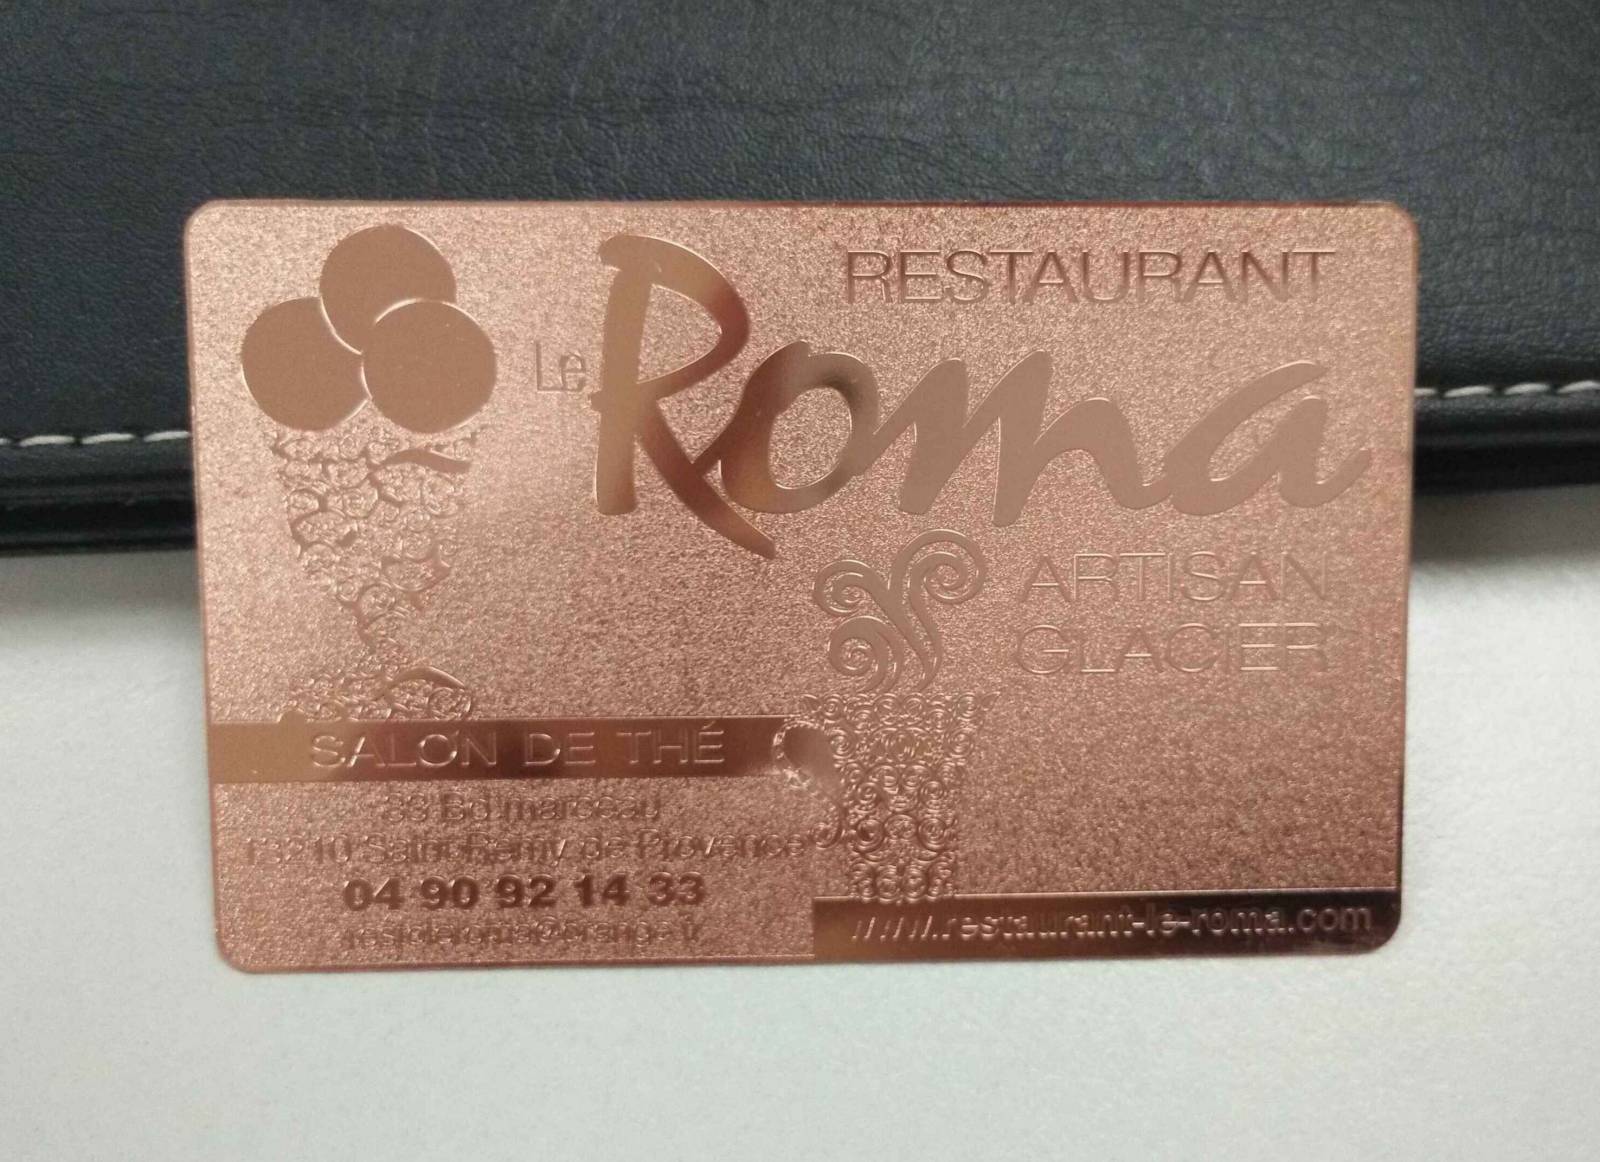 RESTAURANT
Le Roma
ARTISAN
GLACIER
SALON DE THÉ
33 Bd marceau
13210 Saint-Remy de Provence
04 90 92 14 33
www.restaurant-le-roma.com